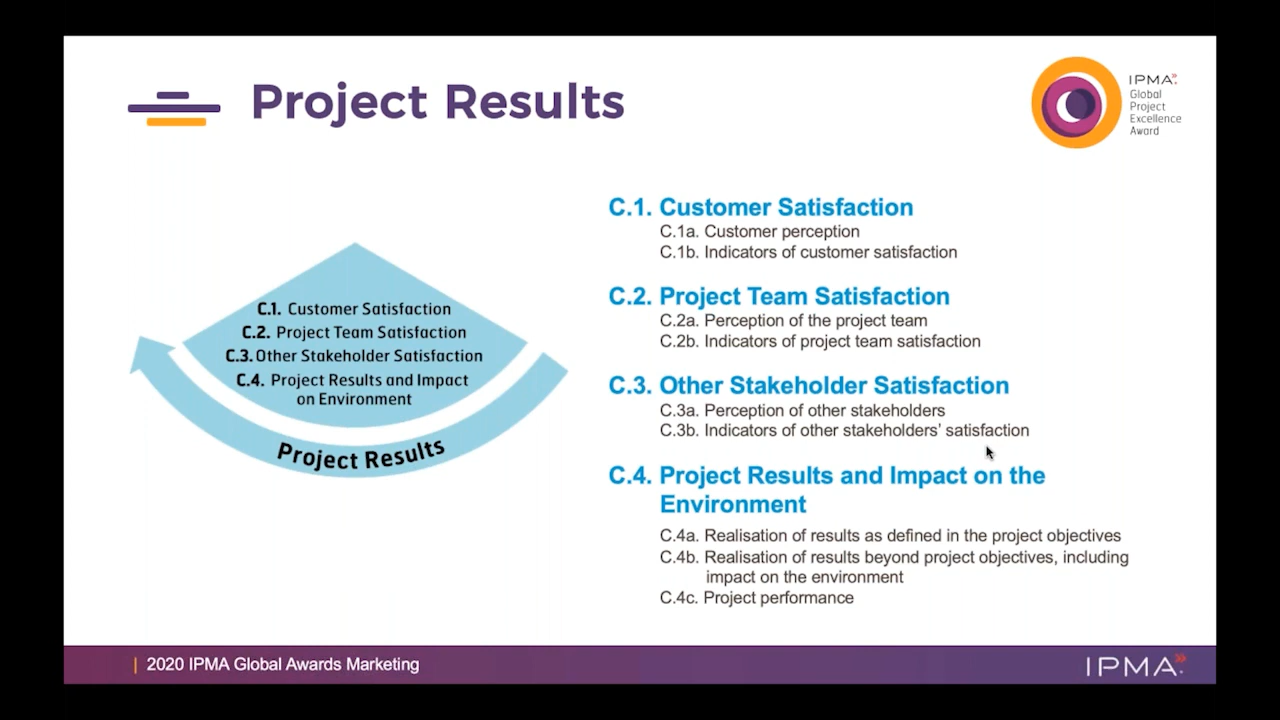 Project Results
IPMA
Global
Project
Excellence
Award
C.1. Customer Satisfaction
C.2. Project Team Satisfaction
C.3. Other Stakeholder Satisfaction
C.4. Project Results and Impact
on Environment
Project Results
C.1. Customer Satisfaction
C.1a. Customer perception
C.1b. Indicators of customer satisfaction
C.2. Project Team Satisfaction
C.2a. Perception of the project team
C.2b. Indicators of project team satisfaction
C.3. Other Stakeholder Satisfaction
C.3a. Perception of other stakeholders
C.3b. Indicators of other stakeholders’ satisfaction
C.4. Project Results and Impact on the
Environment
C.4a. Realisation of results as defined in the project objectives
C.4b. Realisation of results beyond project objectives, including
impact on the environment
C.4c. Project performance
2020 IPMA Global Awards Marketing
IPMA